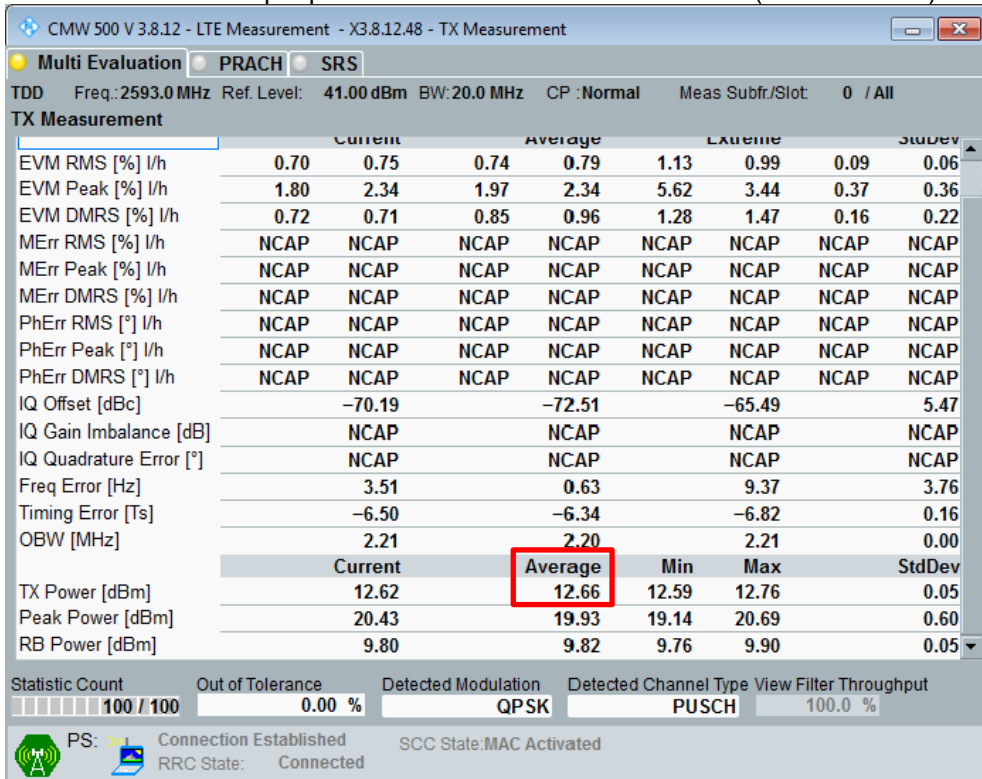 CMW 500 V 3.8.12 - LTE Measurement - X3.8.12.48 - TX Measurement
Multi Evaluation PRACH SRS
TDD Freq.: 2593.0 MHz Ref. Level: 41.00 dBm BW: 20.0 MHz CP : Normal Meas Subfr./Slot: 0 / All
TX Measurement
Current Average Extreme StdDev
EVM RMS [%] l/h 0.70 0.75 0.74 0.79 1.13 0.99 0.09 0.06
EVM Peak [%] l/h 1.80 2.34 1.97 2.34 5.62 3.44 0.37 0.36
EVM DMRS [%] l/h 0.72 0.71 0.85 0.96 1.28 1.47 0.16 0.22
MErr RMS [%] l/h NCAP NCAP NCAP NCAP NCAP NCAP NCAP NCAP
MErr Peak [%] l/h NCAP NCAP NCAP NCAP NCAP NCAP NCAP NCAP
MErr DMRS [%] l/h NCAP NCAP NCAP NCAP NCAP NCAP NCAP NCAP
PhErr RMS [°] l/h NCAP NCAP NCAP NCAP NCAP NCAP NCAP NCAP
PhErr Peak [°] l/h NCAP NCAP NCAP NCAP NCAP NCAP NCAP NCAP
PhErr DMRS [°] l/h NCAP NCAP NCAP NCAP NCAP NCAP NCAP NCAP
IQ Offset [dBc] −70.19 −72.51 −65.49 5.47
IQ Gain Imbalance [dB] NCAP NCAP NCAP NCAP
IQ Quadrature Error [°] NCAP NCAP NCAP NCAP
Freq Error [Hz] 3.51 0.63 9.37 3.76
Timing Error [Ts] −6.50 −6.34 −6.82 0.16
OBW [MHz] 2.21 2.20 2.21 0.00
Current Average Min Max StdDev
TX Power [dBm] 12.62 12.66 12.59 12.76 0.05
Peak Power [dBm] 20.43 19.93 19.14 20.69 0.60
RB Power [dBm] 9.80 9.82 9.76 9.90 0.05
Statistic Count Out of Tolerance Detected Modulation Detected Channel Type View Filter Throughput
100 / 100 0.00 % QPSK PUSCH 100.0 %
PS: Connection Established SCC State: MAC Activated
RRC State: Connected